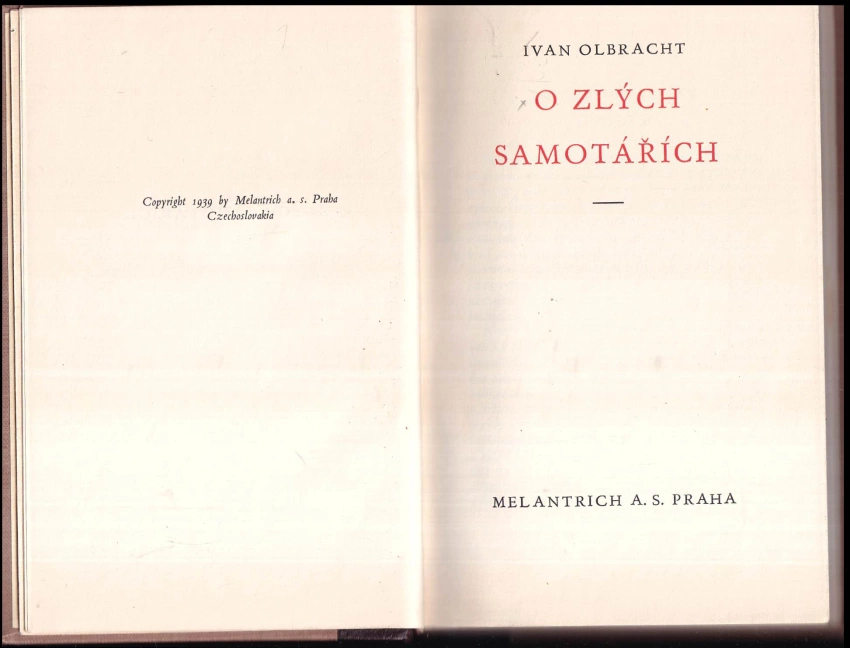 Copyright 1939 by Melantrich a. s. Praha
Czechoslovakia
IVAN OLBRACHT
O ZLÝCH
SAMOTÁŘÍCH
MELANTRICH A. S. PRAHA